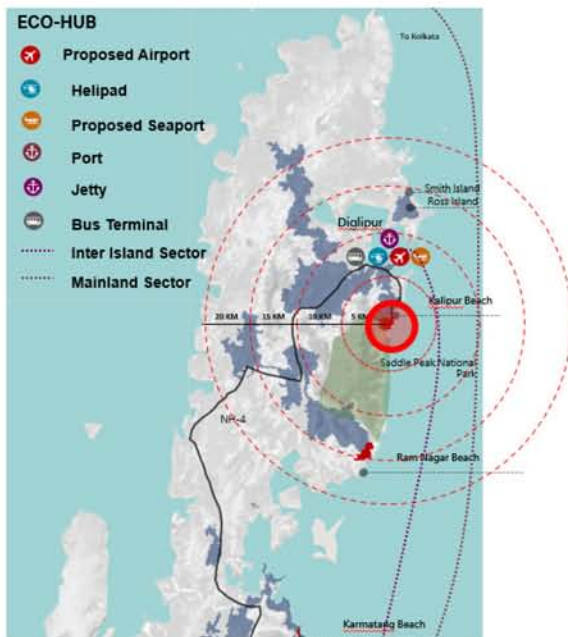 ECO-HUB
Proposed Airport
Helipad
Proposed Seaport
Port
Jetty
Bus Terminal
Inter Island Sector
Mainland Sector
To Kolkata
Smith Island
Ross Island
Diglipur
Kalipur Beach
20 KM 15 KM 10 KM 5 KM
Saddle Peak National
Park
NH-4
Ram Nagar Beach
Karmatang Beach